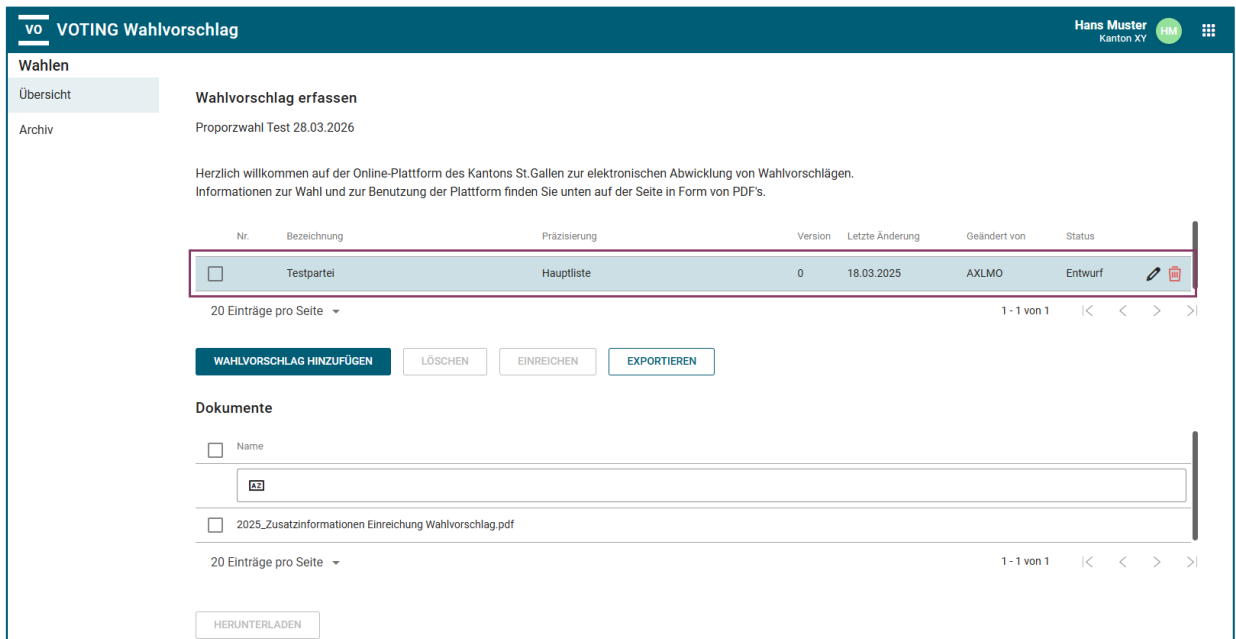 VO VOTING Wahlvorschlag
Hans Muster
Kanton XY
HM
Wahlen
Übersicht
Archiv
Wahlvorschlag erfassen
Proporzwahl Test 28.03.2026
Herzlich willkommen auf der Online-Plattform des Kantons St.Gallen zur elektronischen Abwicklung von Wahlvorschlägen.
Informationen zur Wahl und zur Benutzung der Plattform finden Sie unten auf der Seite in Form von PDF's.
Nr. Bezeichnung Präzisierung Version Letzte Änderung Geändert von Status
Testpartei Hauptliste 0 18.03.2025 AXLMO Entwurf
20 Einträge pro Seite 1 - 1 von 1
WAHLVORSCHLAG HINZUFÜGEN LÖSCHEN EINREICHEN EXPORTIEREN
Dokumente
Name
AZ
2025_Zusatzinformationen Einreichung Wahlvorschlag.pdf
20 Einträge pro Seite 1 - 1 von 1
HERUNTERLADEN